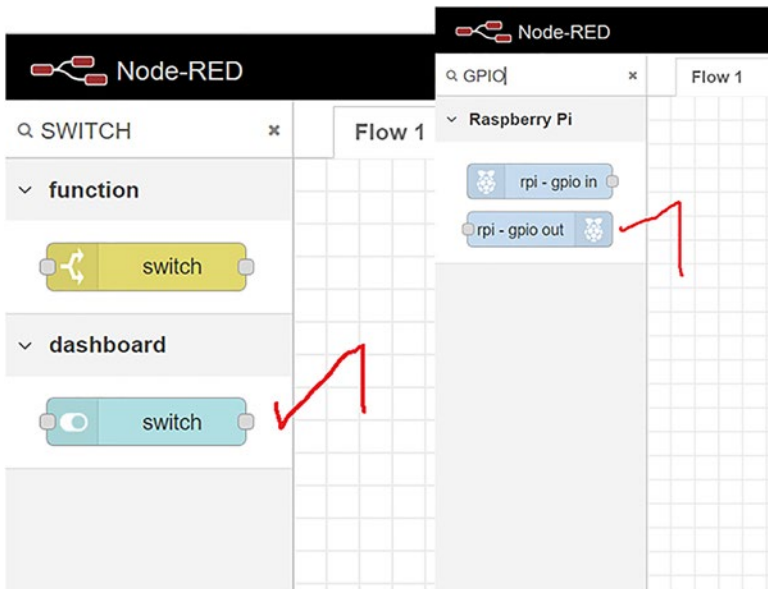 Node-RED
SWITCH
Flow 1
function
switch
dashboard
switch
Node-RED
GPIO
Flow 1
Raspberry Pi
rpi - gpio in
rpi - gpio out